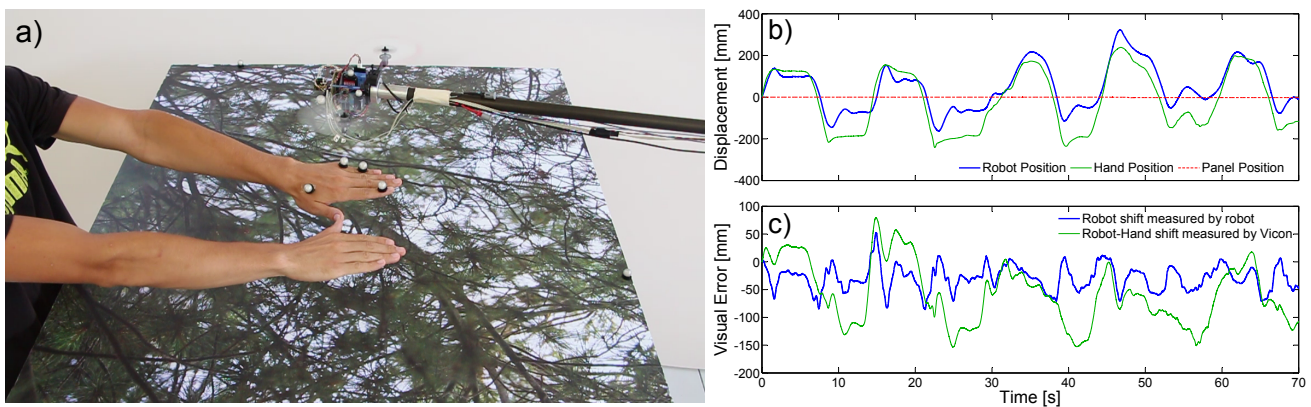 a)
b)
Displacement [mm]
400
200
0
-200
-400
Robot Position
Hand Position
Panel Position
c)
Visual Error [mm]
100
50
0
-50
-100
-150
-200
Robot shift measured by robot
Robot-Hand shift measured by Vicon
0 10 20 30 40 50 60 70
Time [s]